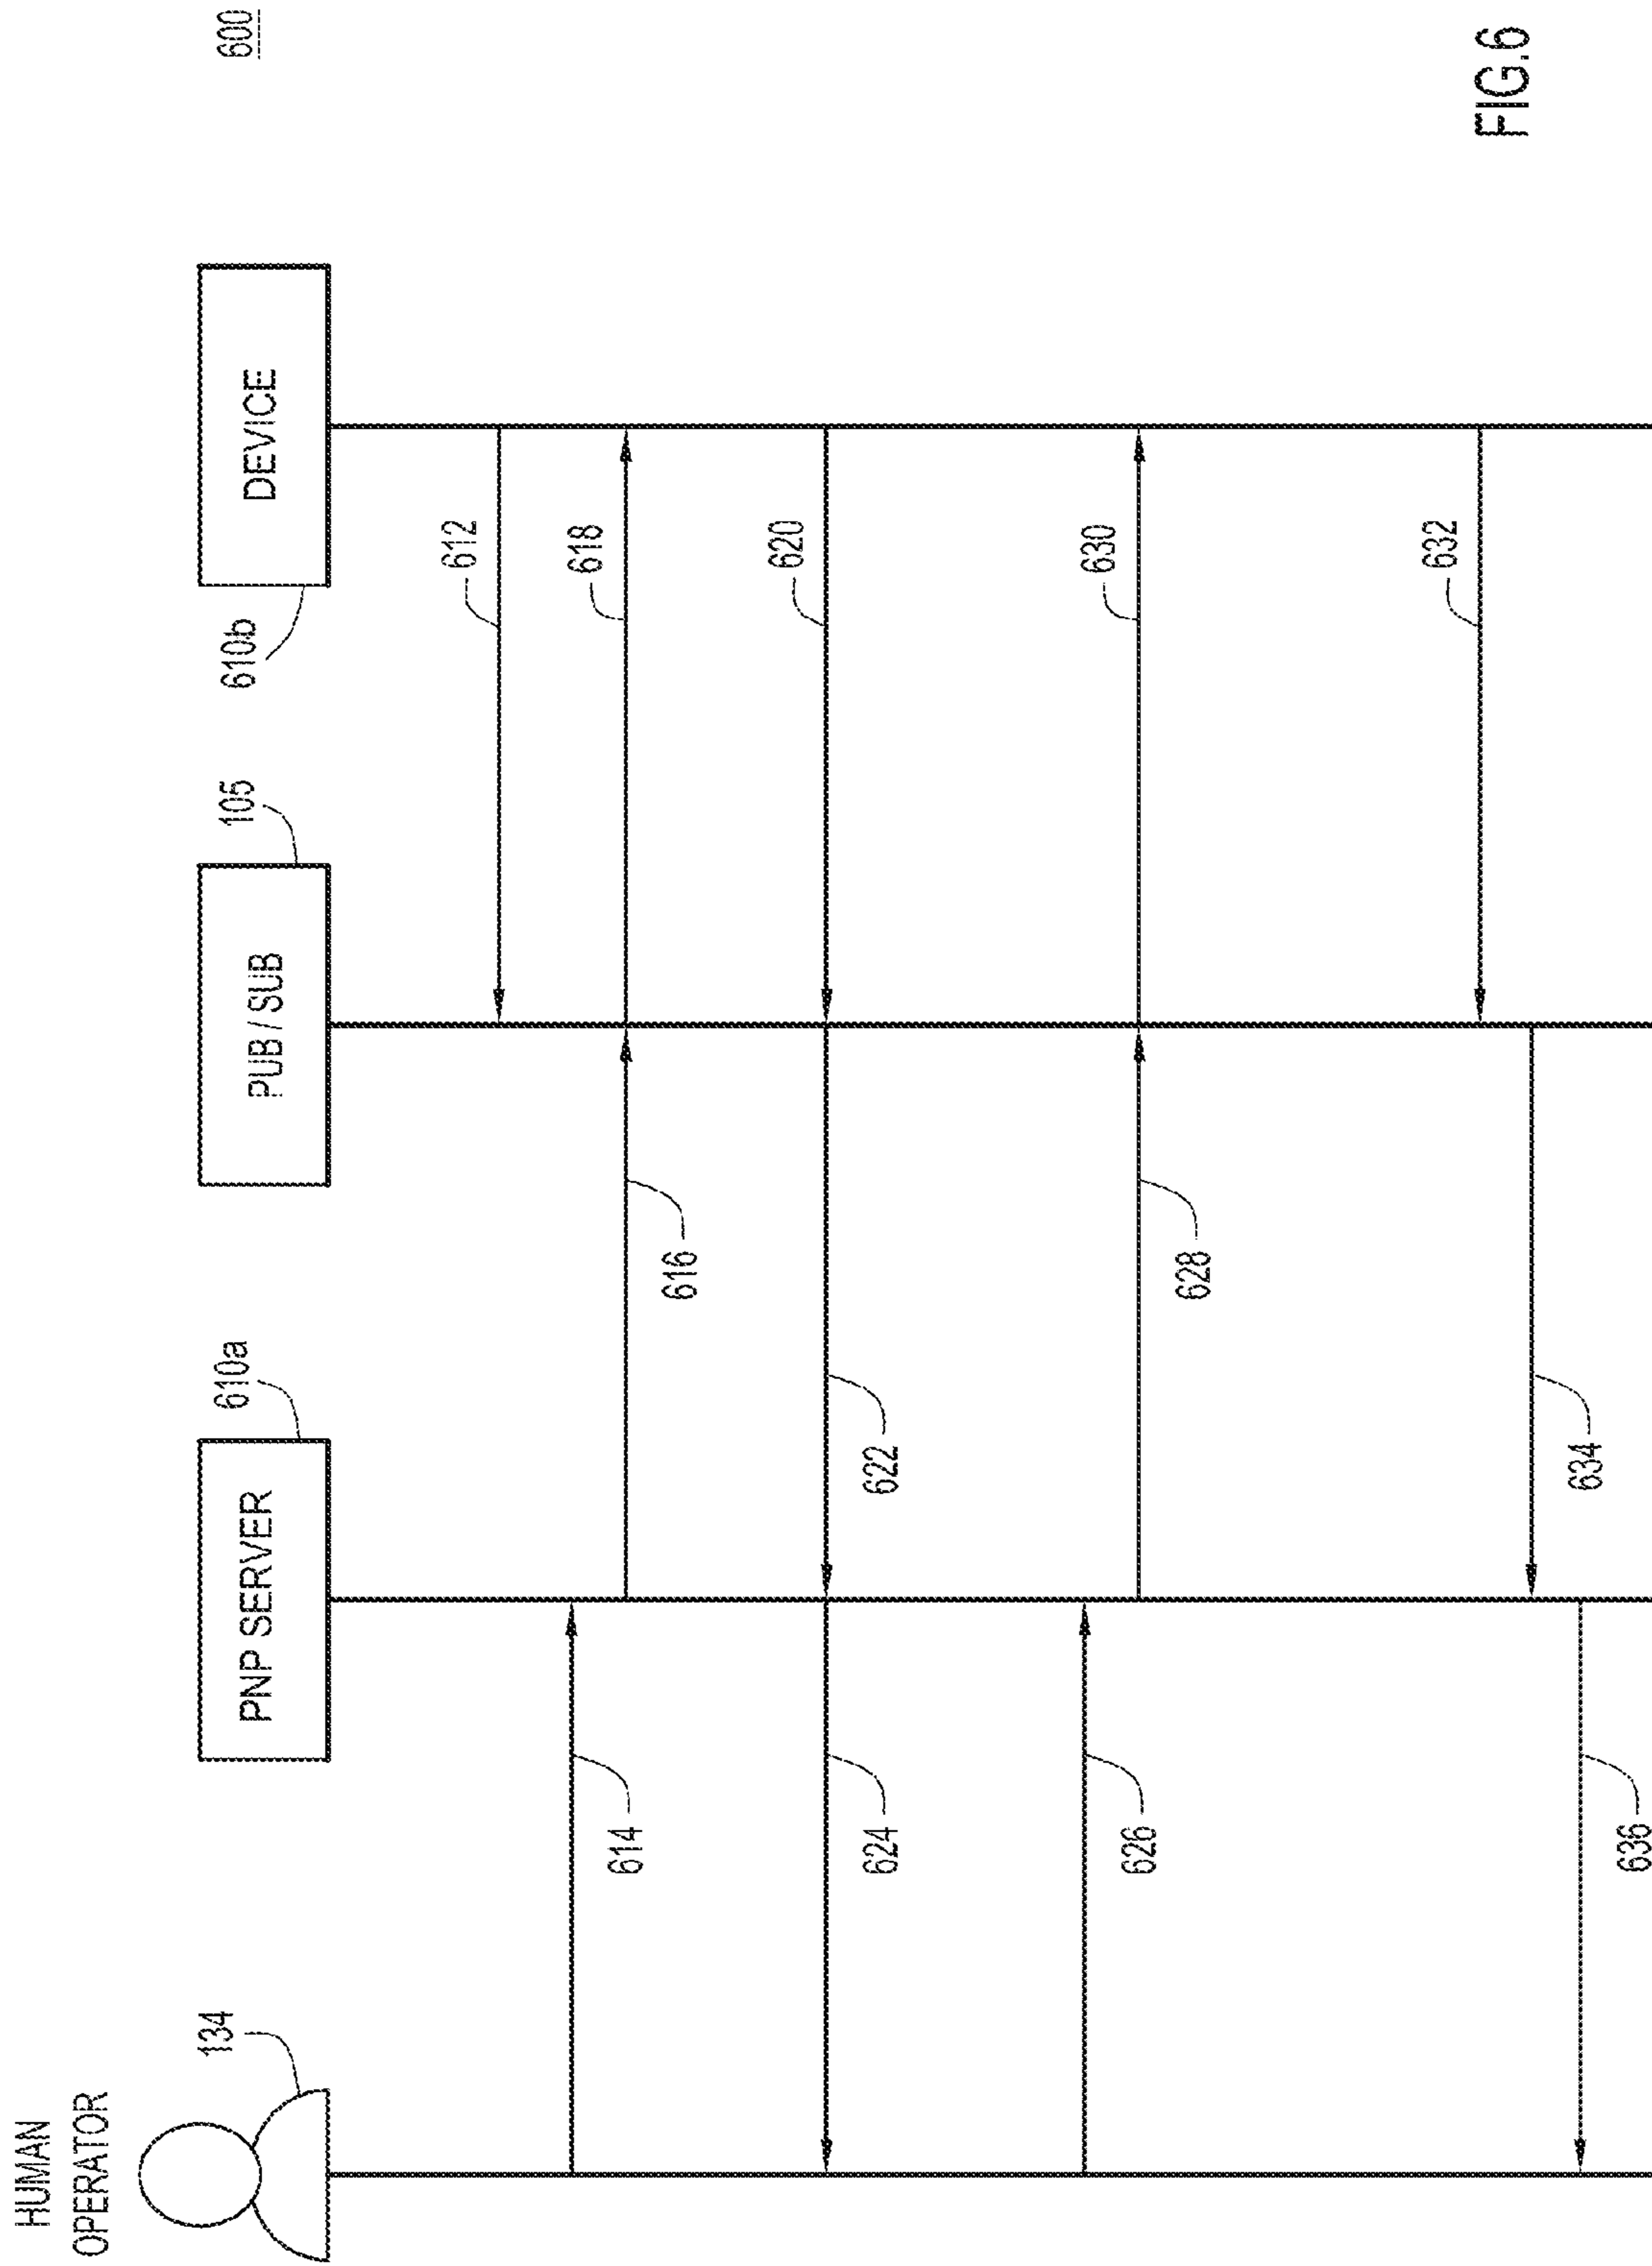 HUMAN
OPERATOR
600
134
610a
105
610b
PNP SERVER
PUB / SUB
DEVICE
612
618
614
616
620
624
622
630
626
628
632
634
636
FIG.6